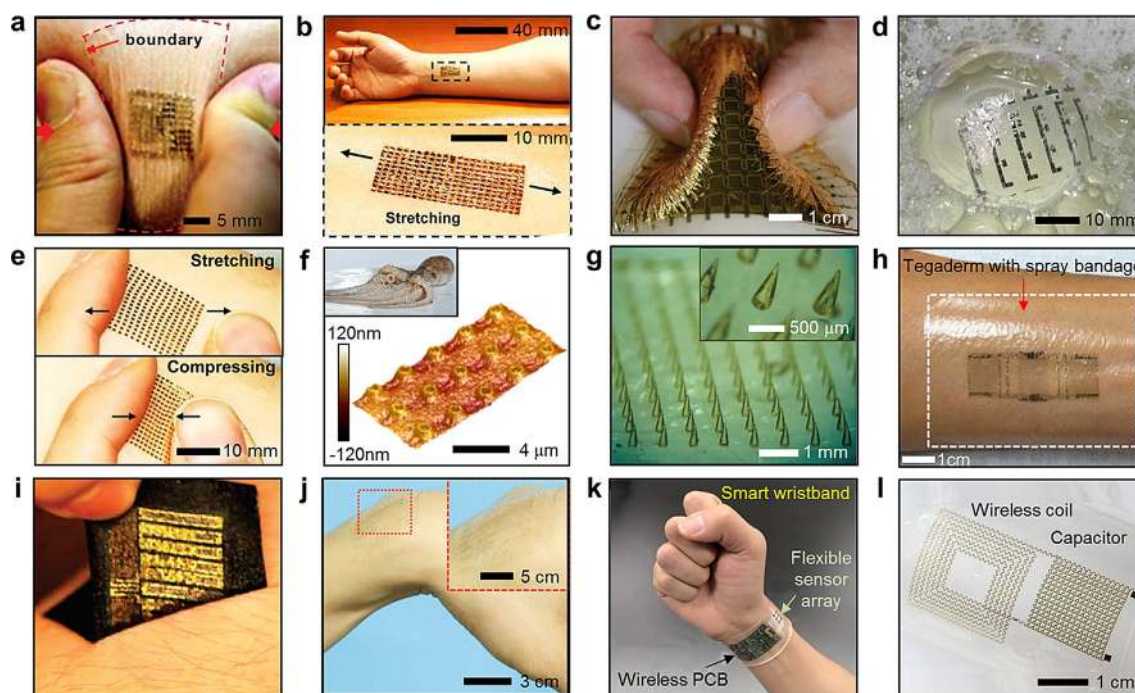 a
boundary
5 mm
b
40 mm
10 mm
Stretching
c
1 cm
d
10 mm
e
Stretching
Compressing
10 mm
f
120nm
-120nm
4 μm
g
500 μm
1 mm
h
Tegaderm with spray bandage
1cm
i
j
5 cm
3 cm
k
Smart wristband
Flexible
sensor
array
Wireless PCB
l
Wireless coil
Capacitor
1 cm